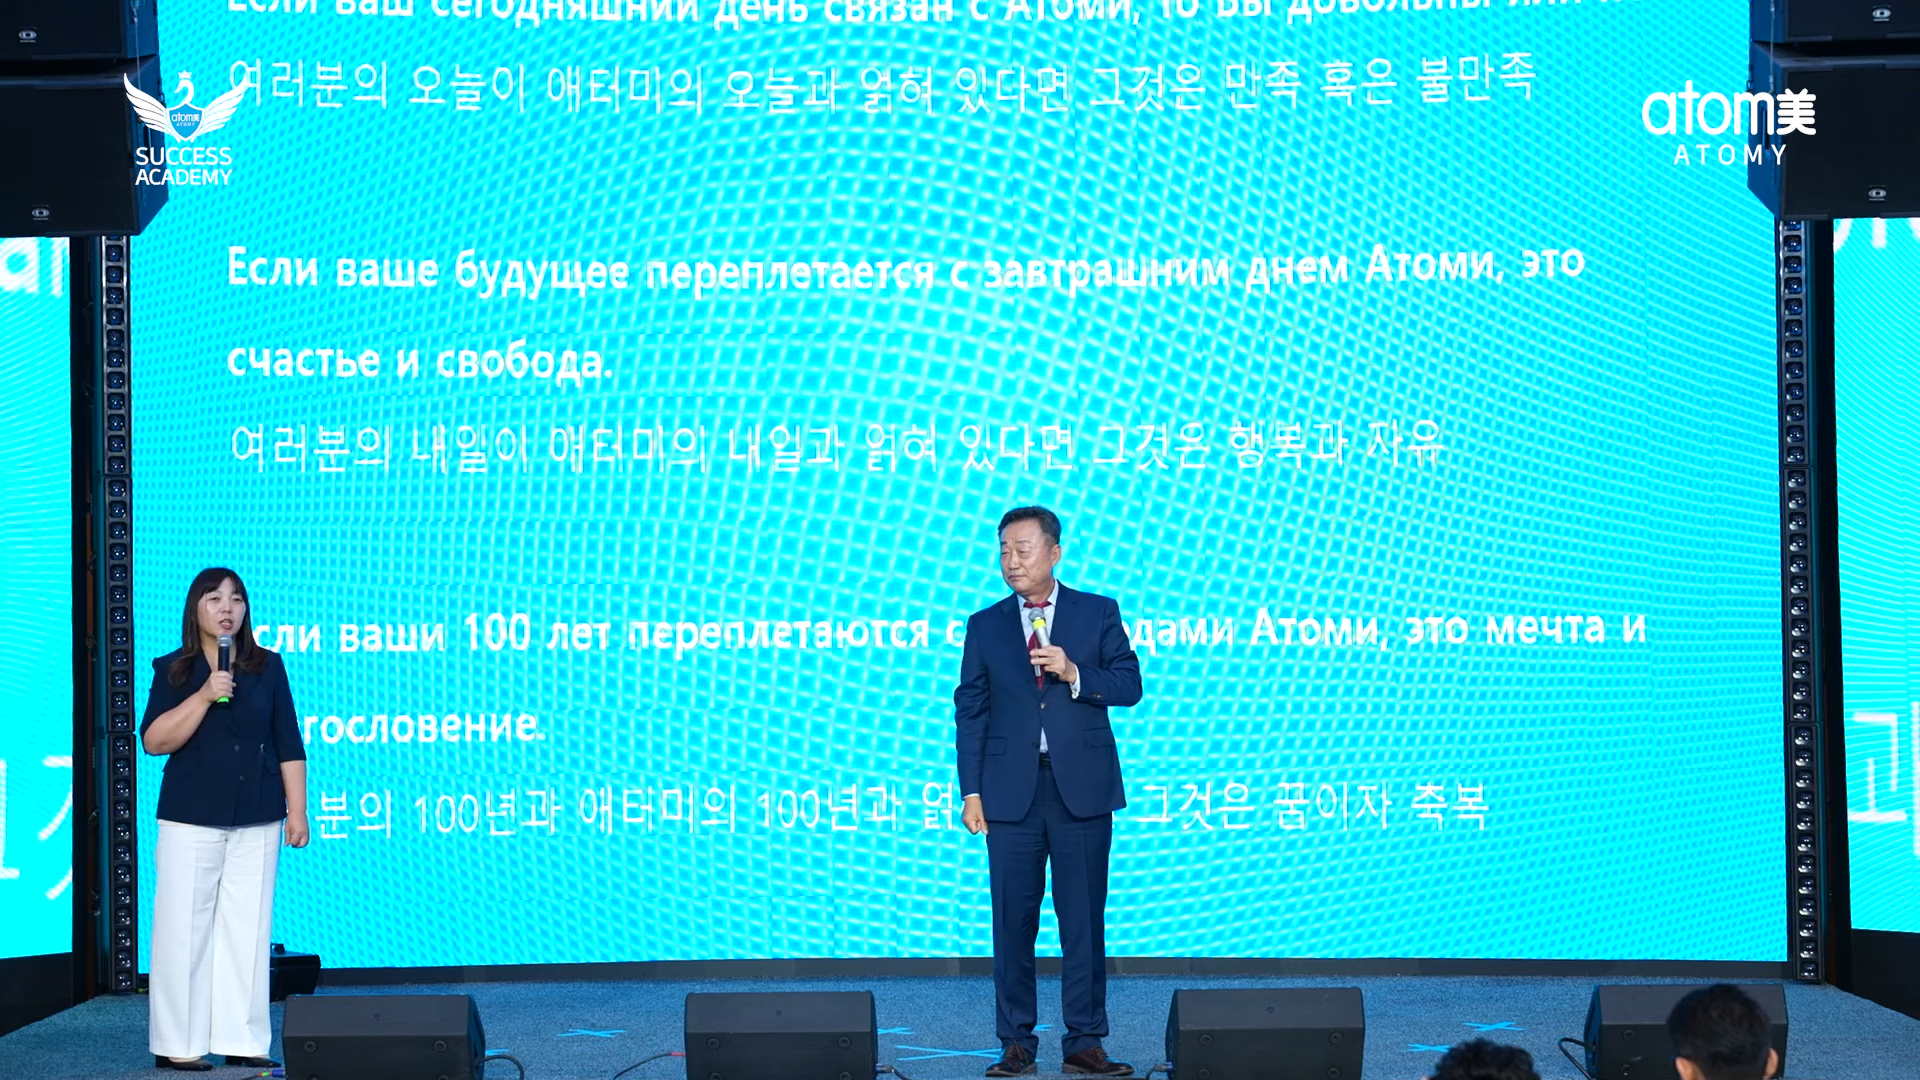 Если ваш сегодняшний день связан с Атоми, то Вы довольны или
여러분의 오늘이 애터미의 오늘과 얽혀 있다면 그것은 만족 혹은 불만족
atom美
ATOMY
SUCCESS
ACADEMY
atom美
ATOMY
Если ваше будущее переплетается с завтрашним днем Атоми, это
счастье и свобода.
여러분의 내일이 애터미의 내일과 얽혀 있다면 그것은 행복과 자유
сли ваши 100 лет переплетаются с дами Атоми, это мечта и
гословение.
분의 100년과 애터미의 100년과 얽 그것은 꿈이자 축복